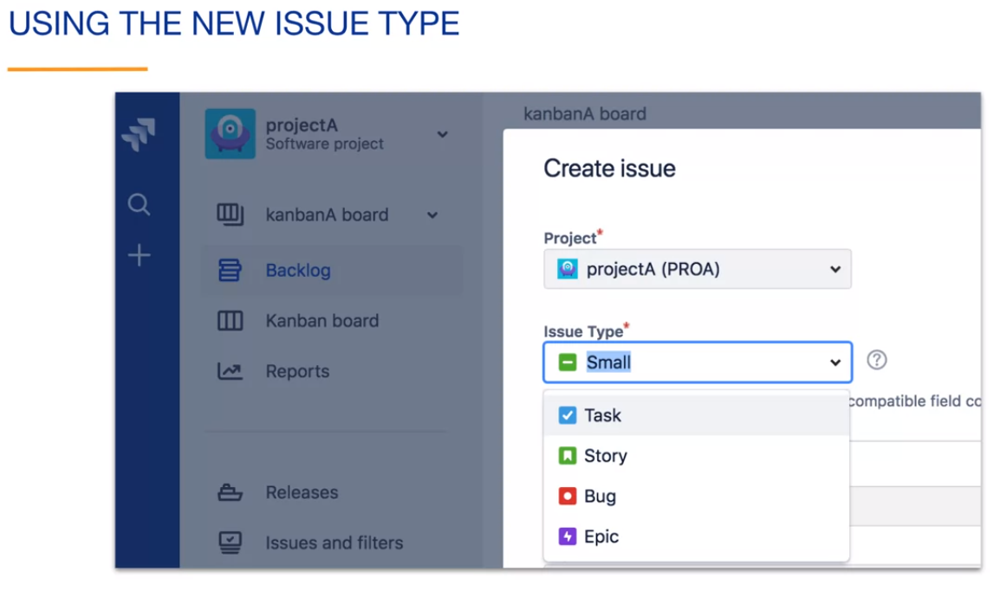 USING THE NEW ISSUE TYPE
projectA
Software project
kanbanA board
Backlog
Kanban board
Reports
Releases
Issues and filters
kanbanA board
Create issue
Project*
projectA (PROA)
Issue Type*
Small
compatible field co
Task
Story
Bug
Epic